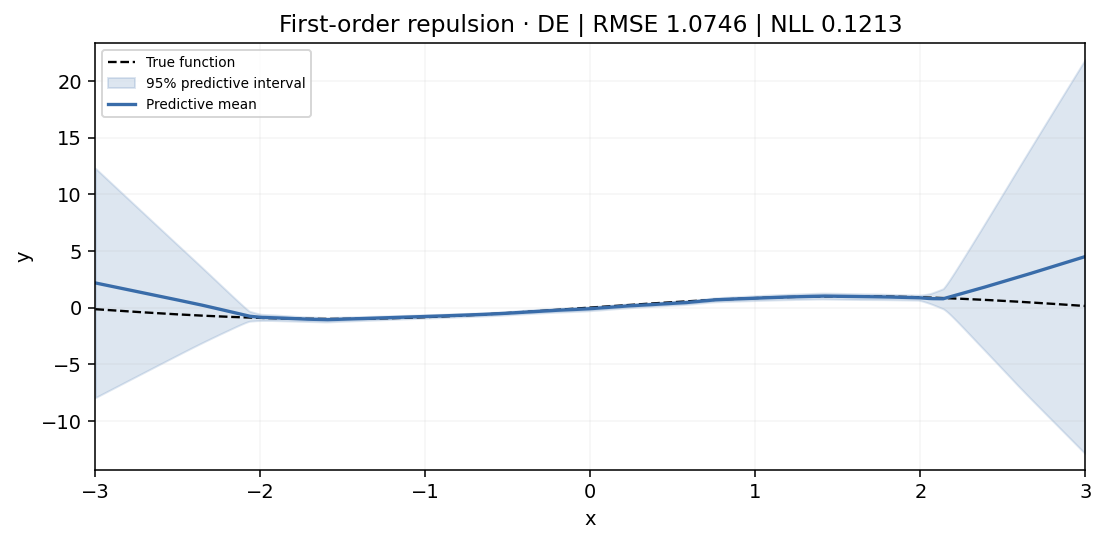 First-order repulsion · DE | RMSE 1.0746 | NLL 0.1213
True function
95% predictive interval
Predictive mean
20
15
10
5
0
−5
−10
y
−3
−2
−1
0
1
2
3
x